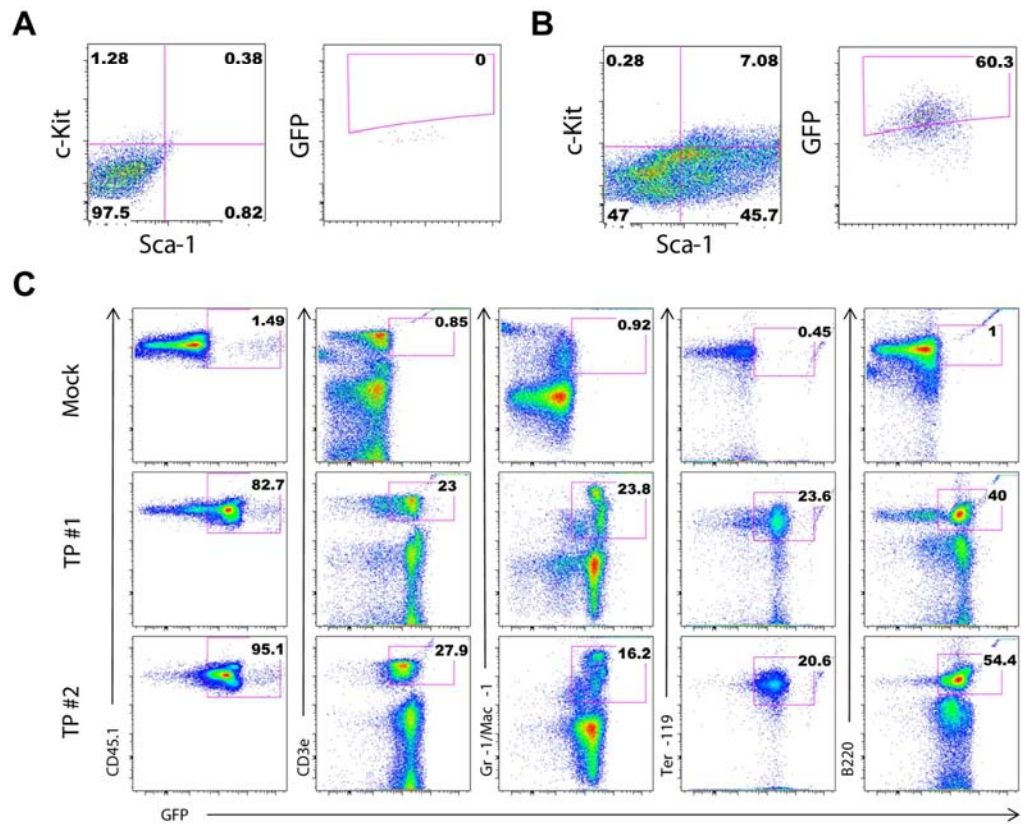 A
B
1.28
0.38
0
0.28
7.08
60.3
c-Kit
GFP
c-Kit
GFP
97.5
0.82
47
45.7
Sca-1
Sca-1
C
Mock
1.49
0.85
0.92
0.45
1
TP #1
82.7
23
23.8
23.6
40
TP #2
95.1
27.9
16.2
20.6
54.4
CD45.1
CD3e
Gr -1/Mac -1
Ter -119
B220
GFP